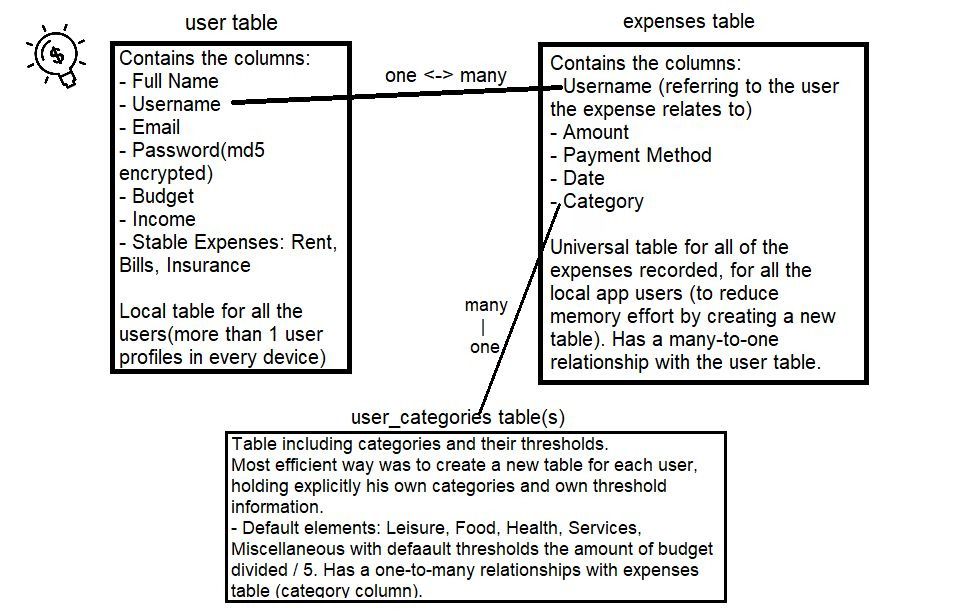 user table
Contains the columns:
- Full Name
- Username
- Email
- Password(md5
encrypted)
- Budget
- Income
- Stable Expenses: Rent,
Bills, Insurance
Local table for all the
users(more than 1 user
profiles in every device)
$
one <-> many
expenses table
Contains the columns:
- Username (referring to the user
the expense relates to)
- Amount
- Payment Method
- Date
- Category
Universal table for all of the
expenses recorded, for all the
local app users (to reduce
memory effort by creating a new
table). Has a many-to-one
relationship with the user table.
many
|
one
user_categories table(s)
Table including categories and their thresholds.
Most efficient way was to create a new table for each user,
holding explicitly his own categories and own threshold
information.
- Default elements: Leisure, Food, Health, Services,
Miscellaneous with defaault thresholds the amount of budget
divided / 5. Has a one-to-many relationships with expenses
table (category column).